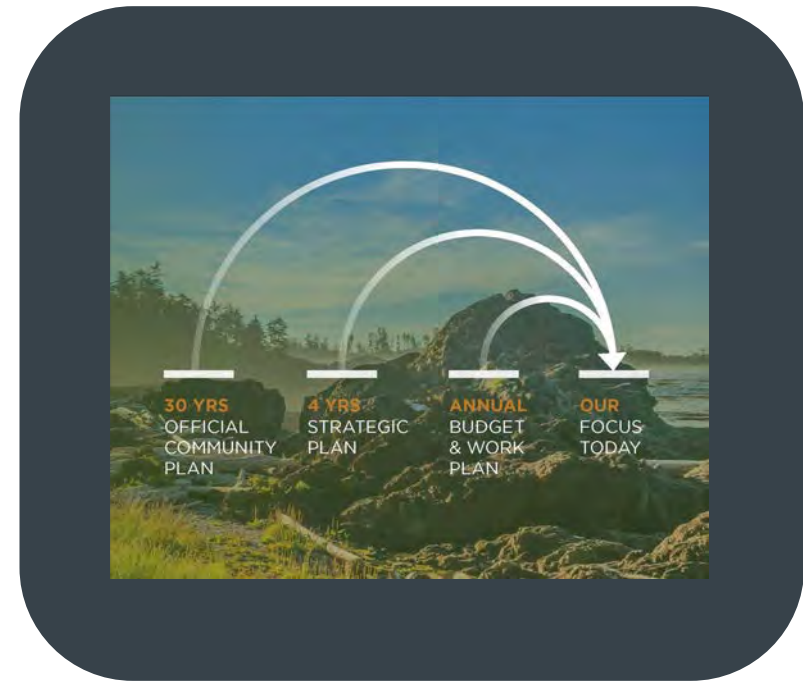 30 YRS
OFFICIAL
COMMUNITY
PLAN
4 YRS
STRATEGIC
PLAN
ANNUAL
BUDGET
& WORK
PLAN
OUR
FOCUS
TODAY